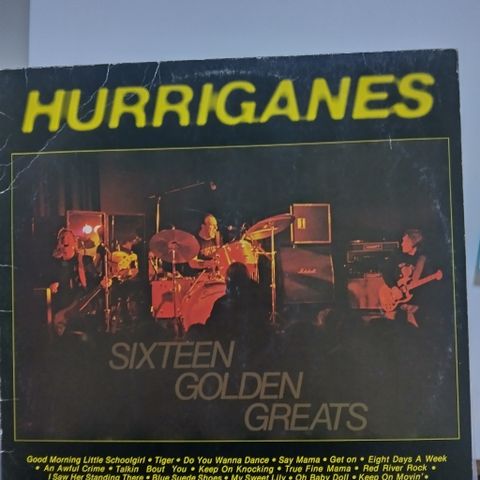 HURRIGANES
SIXTEEN
GOLDEN
GREATS
Good Morning Little Schoolgirl • Tiger • Do You Wanna Dance • Say Mama • Get on • Eight Days A Week
• An Awful Crime • Talkin Bout You • Keep On Knocking • True Fine Mama • Red River Rock •
I Saw Her Standing There • Blue Suede Shoes • My Sweet Lily • Oh Baby Doll • Keep On Movin'